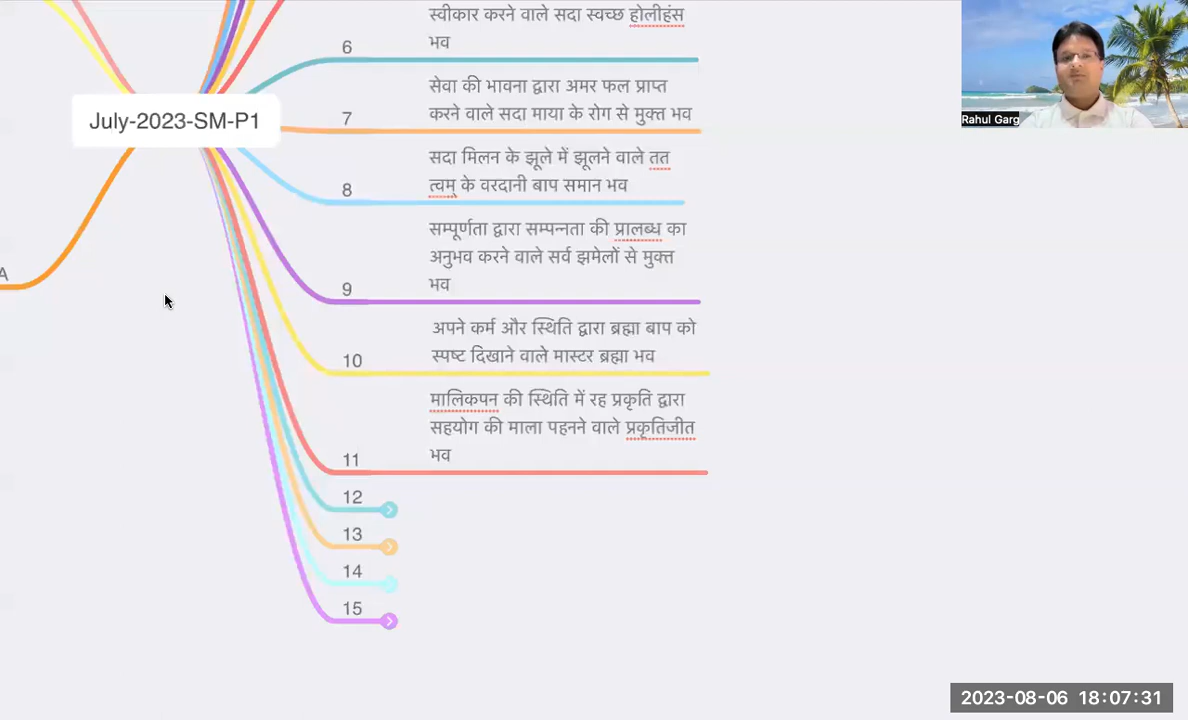 स्वीकार करने वाले सदा स्वच्छ होलीहंस
भव
6
सेवा की भावना द्वारा अमर फल प्राप्त
करने वाले सदा माया के रोग से मुक्त भव
7
सदा मिलन के झूले में झूलने वाले तत
त्वम् के वरदानी बाप समान भव
8
सम्पूर्णता द्वारा सम्पन्नता की प्रालब्ध का
अनुभव करने वाले सर्व झमेलों से मुक्त
भव
9
अपने कर्म और स्थिति द्वारा ब्रह्मा बाप को
स्पष्ट दिखाने वाले मास्टर ब्रह्मा भव
10
मालिकपन की स्थिति में रह प्रकृति द्वारा
सहयोग की माला पहनने वाले प्रकृतिजीत
भव
11
12
13
14
15
July-2023-SM-P1
A
Rahul Garg
2023-08-06 18:07:31